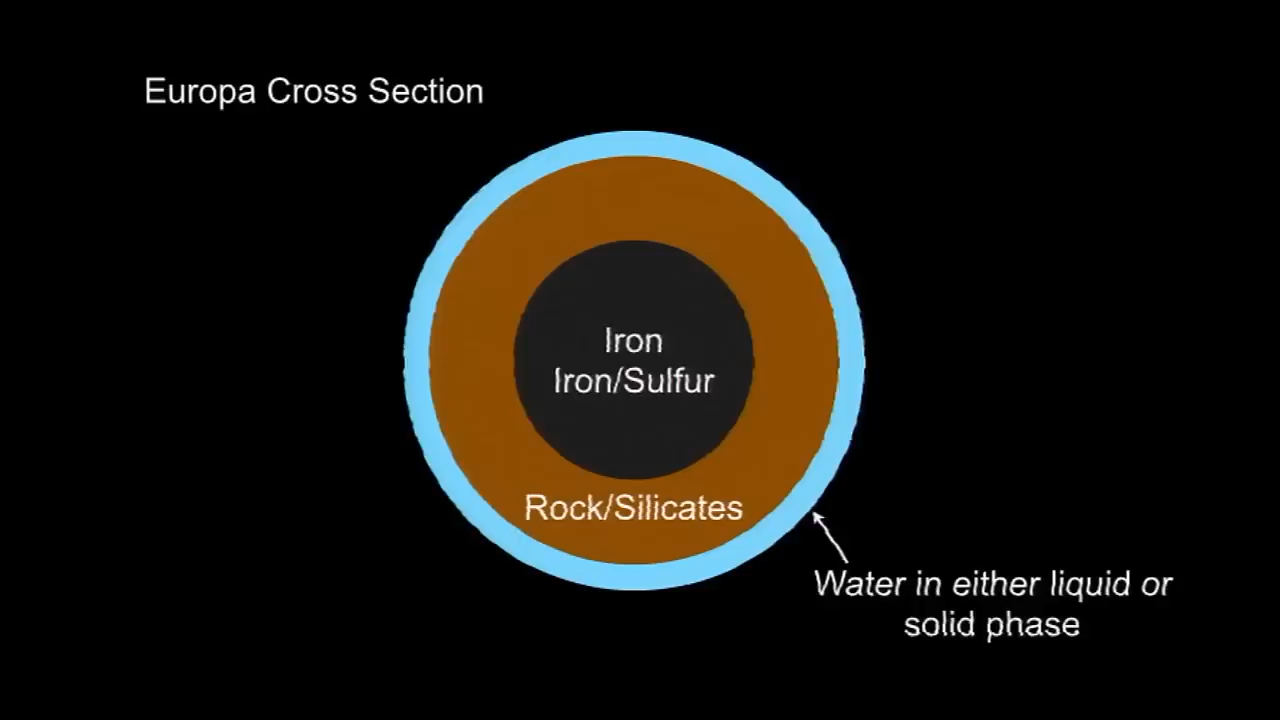 Europa Cross Section
Iron
Iron/Sulfur
Rock/Silicates
Water in either liquid or
solid phase